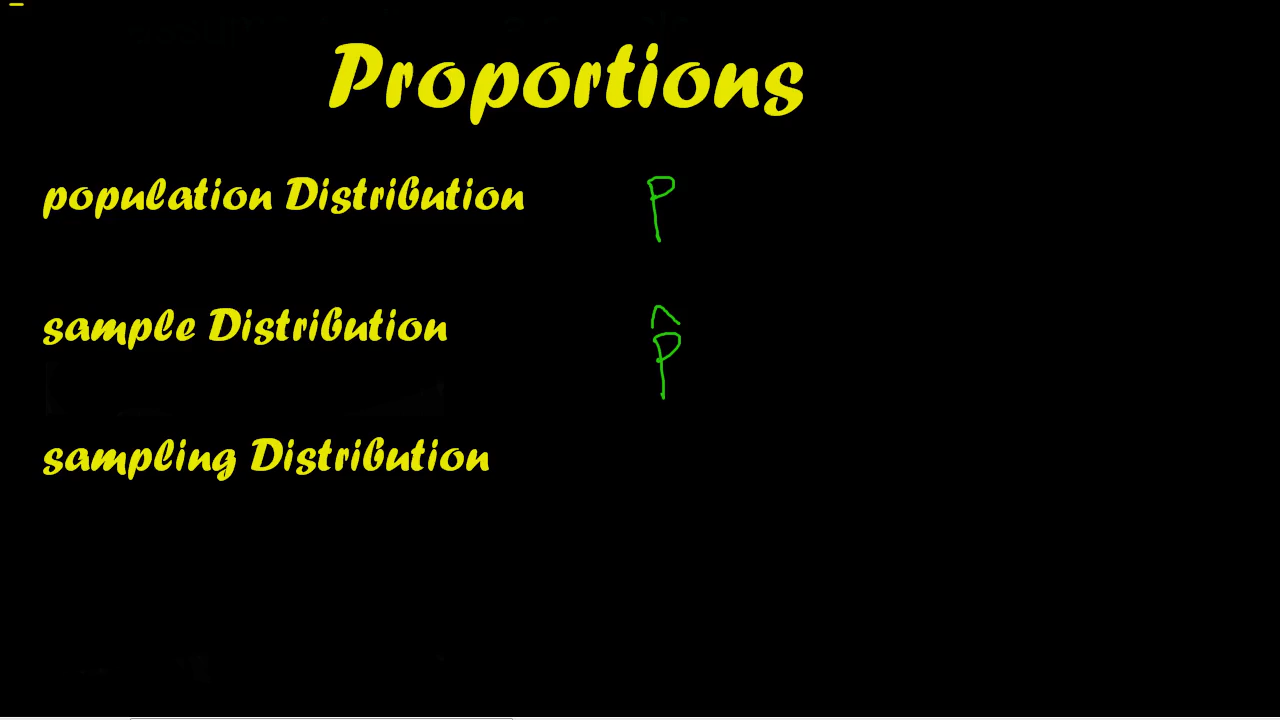 Proportions
population Distribution P
sample Distribution P̂
sampling Distribution